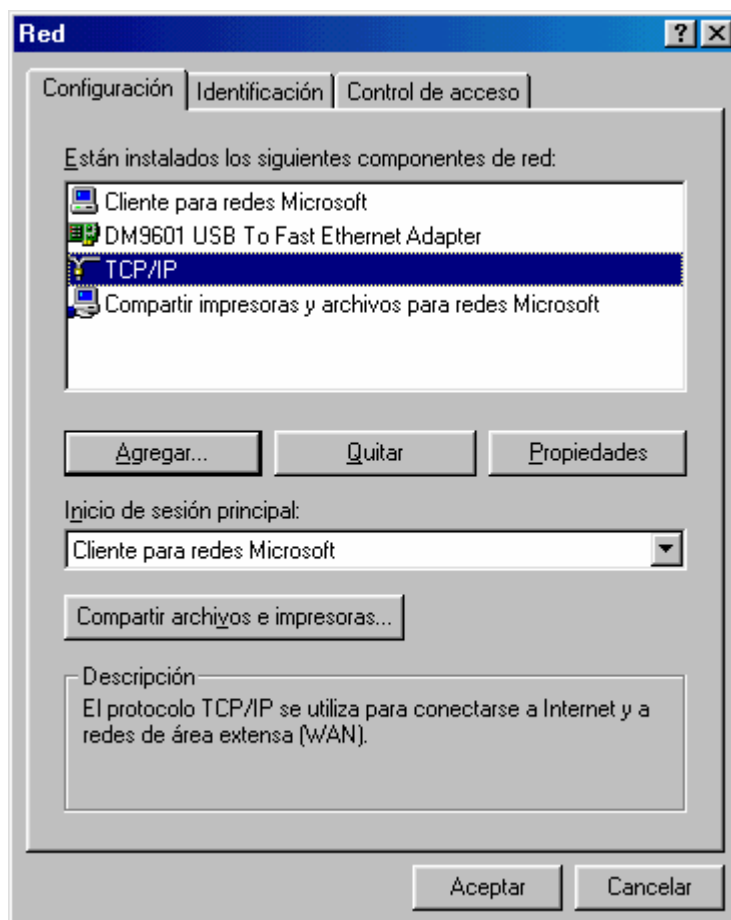 Red
Configuración Identificación Control de acceso
Están instalados los siguientes componentes de red:
Cliente para redes Microsoft
DM9601 USB To Fast Ethernet Adapter
TCP/IP
Compartir impresoras y archivos para redes Microsoft
Agregar... Quitar Propiedades
Inicio de sesión principal:
Cliente para redes Microsoft
Compartir archivos e impresoras...
Descripción
El protocolo TCP/IP se utiliza para conectarse a Internet y a
redes de área extensa (WAN).
Aceptar Cancelar